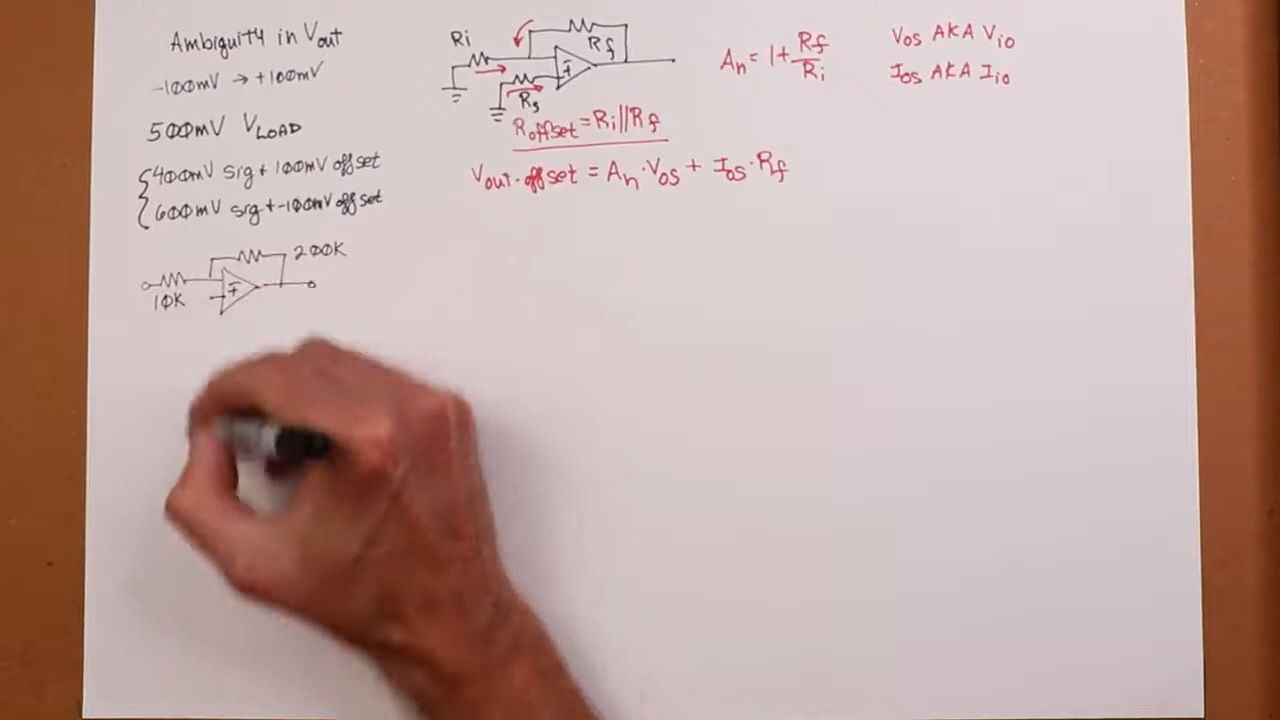 Ambiguity in Vout
-100mV → +100mV
500mV VLOAD
400mV sig + 100mV offset
600mV sig + -100mV offset
200K
10K
Ri
Rf
Rs
Roffset = Ri||Rf
Vout-offset = An·Vos + Ios·Rf
An = 1 + Rf/Ri
Vos AKA Vio
Ios AKA Iio